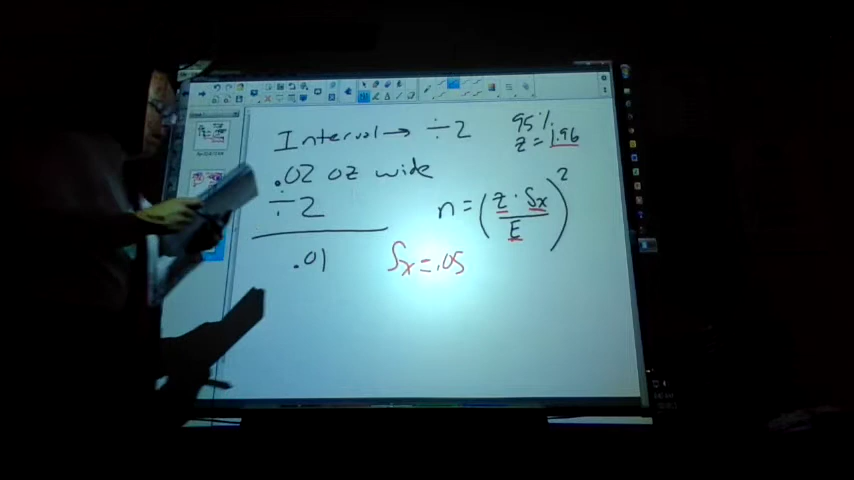 Interval → ÷2
95% z = 1.96
.02 oz wide
÷2
n = (z · Sx / E)²
.01
Sx = .05